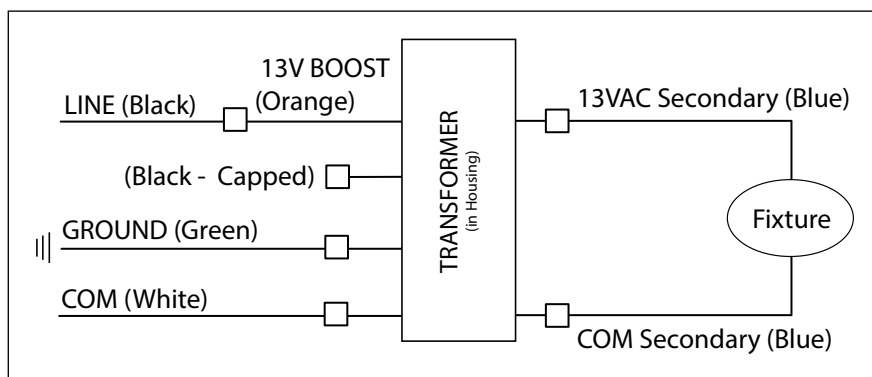 13V BOOST
(Orange)
LINE (Black)
(Black - Capped)
GROUND (Green)
COM (White)
TRANSFORMER
(in Housing)
13VAC Secondary (Blue)
Fixture
COM Secondary (Blue)